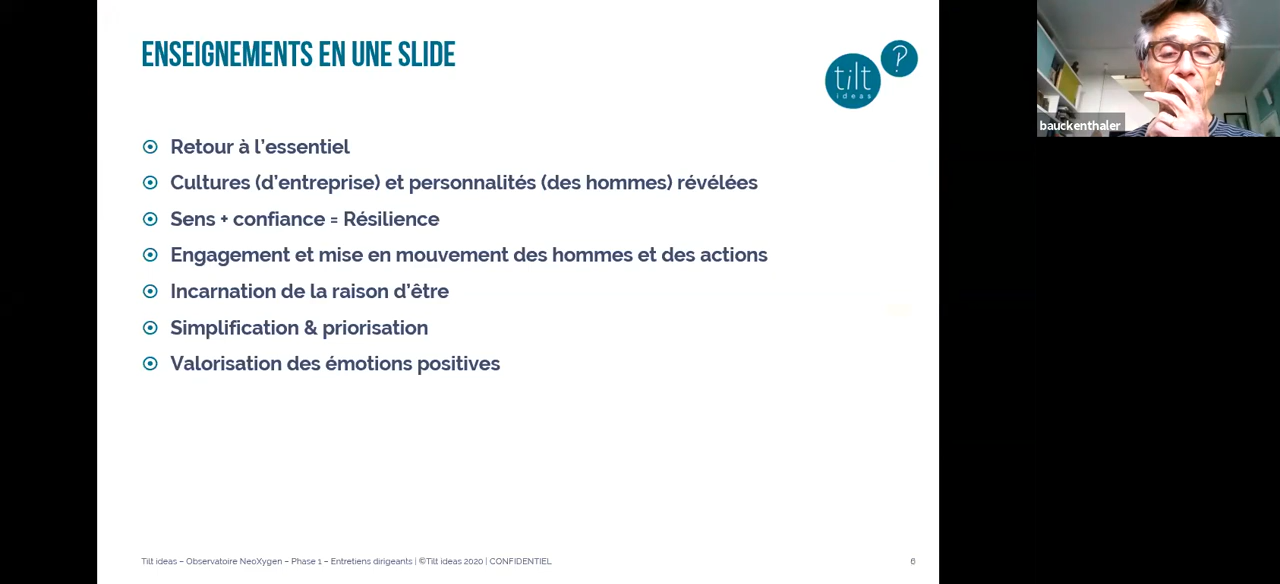 ENSEIGNEMENTS EN UNE SLIDE
tilt
ideas
?
Retour à l’essentiel
Cultures (d’entreprise) et personnalités (des hommes) révélées
Sens + confiance = Résilience
Engagement et mise en mouvement des hommes et des actions
Incarnation de la raison d’être
Simplification & priorisation
Valorisation des émotions positives
Tilt ideas – Observatoire NeoXygen – Phase 1 – Entretiens dirigeants | ©Tilt ideas 2020 | CONFIDENTIEL
6
bauckenthaler